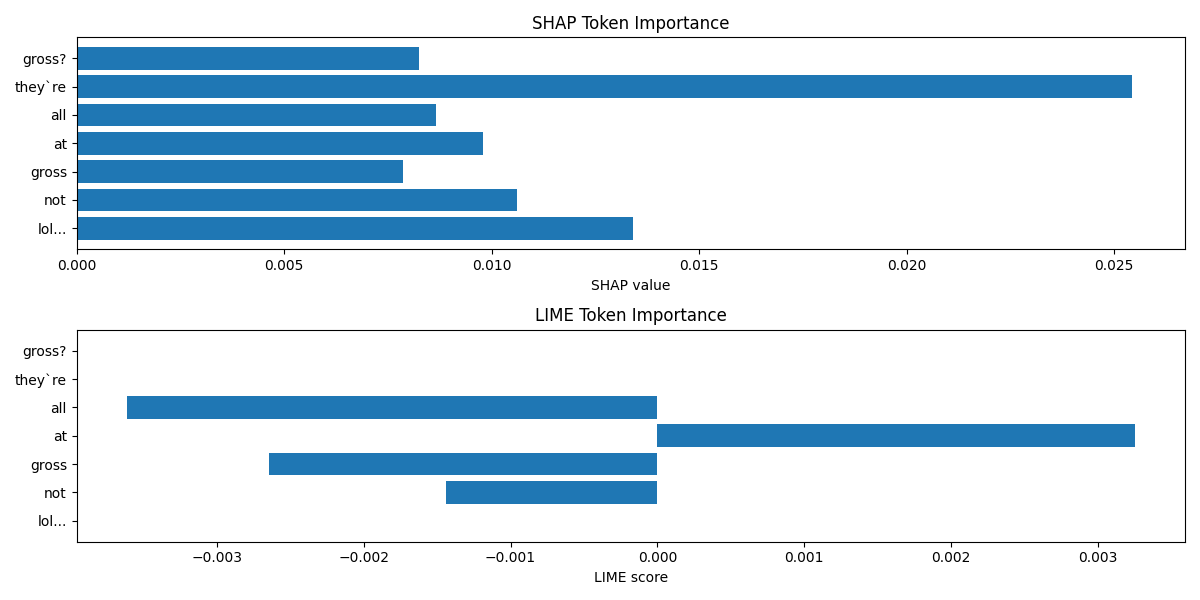 SHAP Token Importance
gross?
they`re
all
at
gross
not
lol...
0.000 0.005 0.010 0.015 0.020 0.025
SHAP value
LIME Token Importance
gross?
they`re
all
at
gross
not
lol...
−0.003 −0.002 −0.001 0.000 0.001 0.002 0.003
LIME score